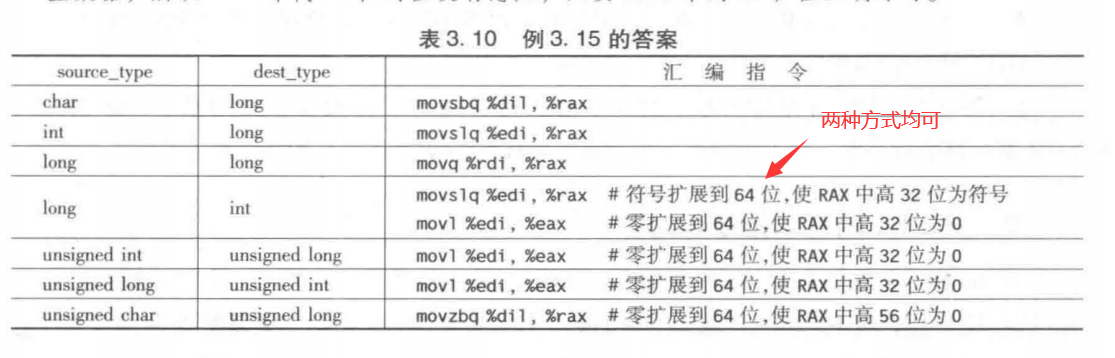 表 3.10 例 3.15 的答案
source_type dest_type 汇 编 指 令
char long movsbq %dil, %rax
int long movslq %edi, %rax
两种方式均可
long long movq %rdi, %rax
long int movslq %edi, %rax # 符号扩展到 64 位,使 RAX 中高 32 位为符号
movl %edi, %eax # 零扩展到 64 位,使 RAX 中高 32 位为 0
unsigned int unsigned long movl %edi, %eax # 零扩展到 64 位,使 RAX 中高 32 位为 0
unsigned long unsigned int movl %edi, %eax # 零扩展到 64 位,使 RAX 中高 32 位为 0
unsigned char unsigned long movzbq %dil, %rax # 零扩展到 64 位,使 RAX 中高 56 位为 0